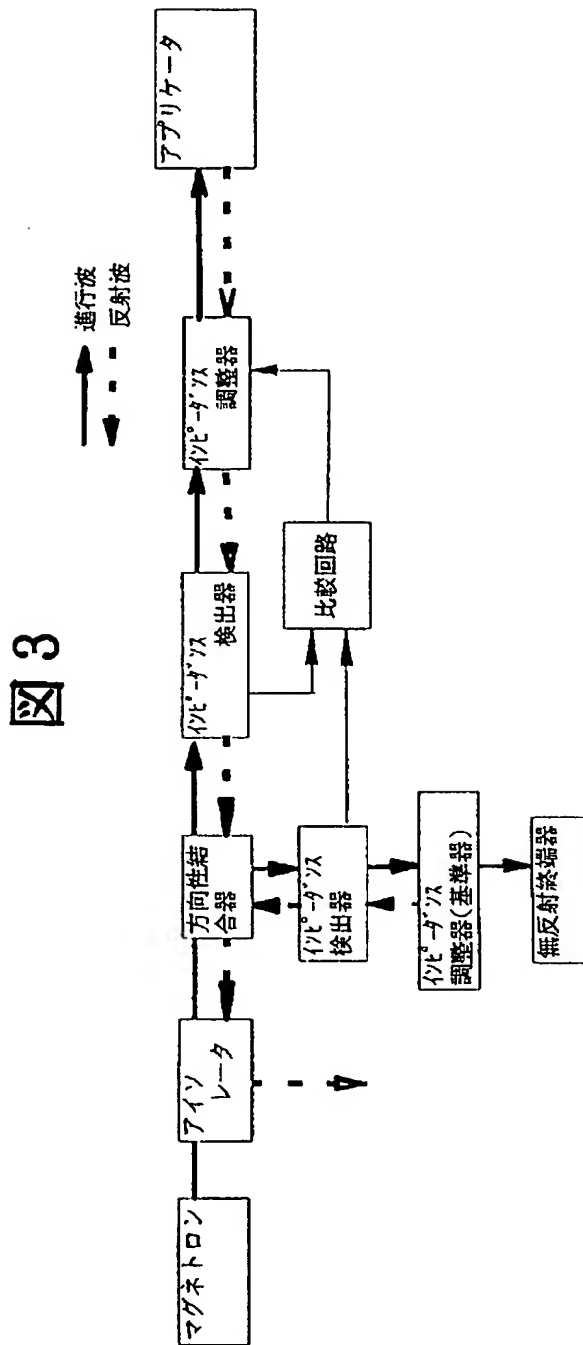 図3
進行波
反射波
マグネトロン
アイソ
レータ
方向性結
合器
インピーダンス
検出器
インピーダンス
調整器
アプリケータ
比較回路
インピーダンス
検出器
インピーダンス
調整器(基準器)
無反射終端器